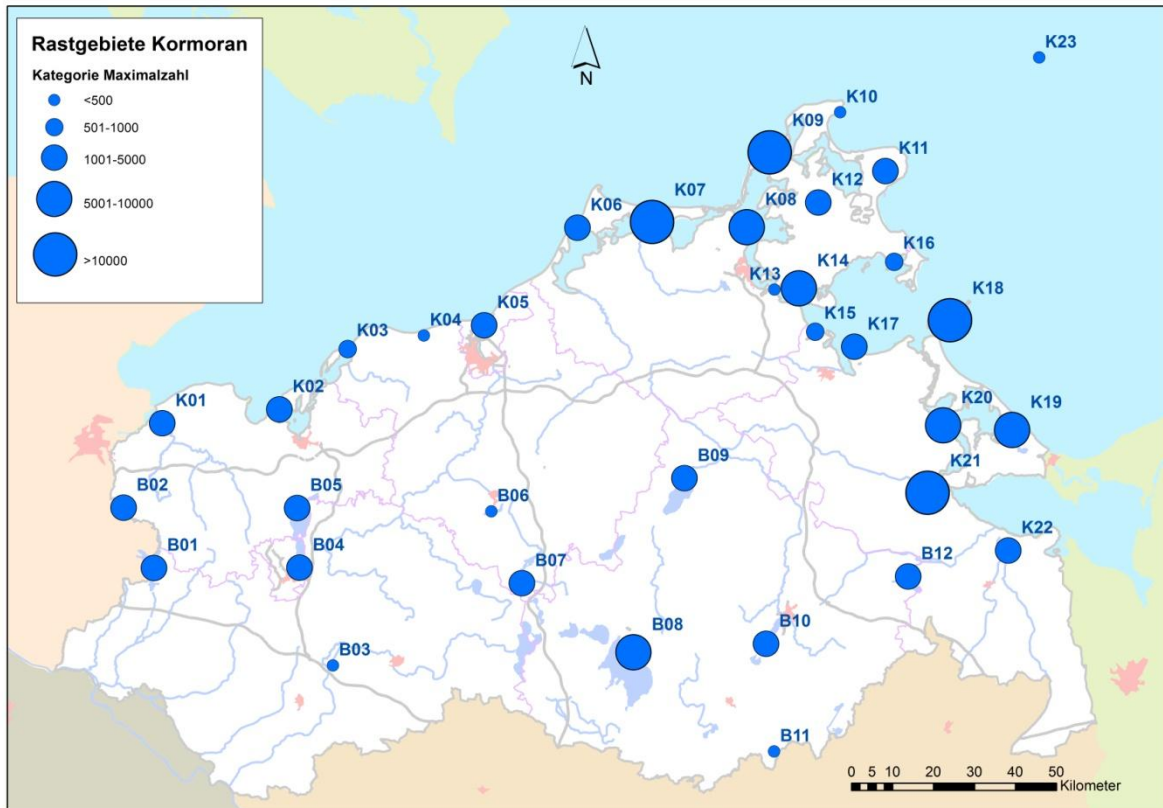 Rastgebiete Kormoran
Kategorie Maximalzahl
<500
501-1000
1001-5000
5001-10000
>10000
N
K23
K10
K09
K11
K12
K07
K06
K08
K16
K14
K13
K18
K05
K15
K04
K17
K03
K02
K01
K20
K19
B09
K21
B02
B05
B06
K22
B01
B04
B07
B12
B08
B10
B03
B11
0 5 10 20 30 40 50
Kilometer